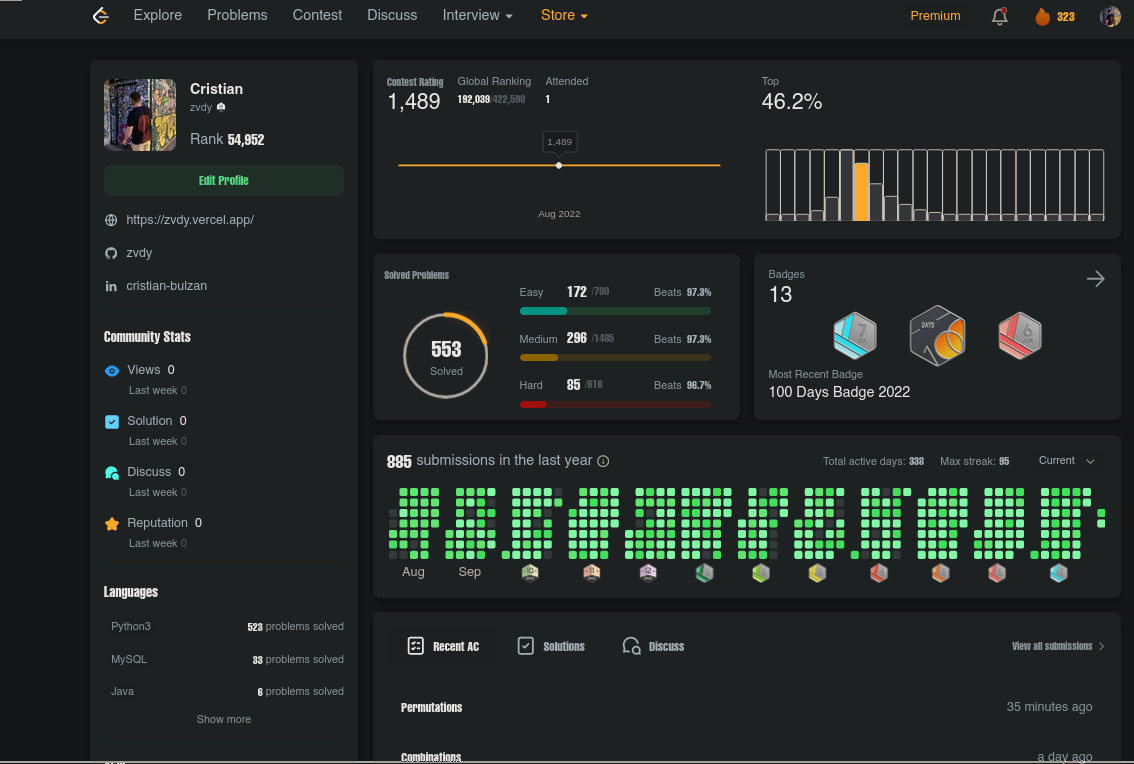 Explore Problems Contest Discuss Interview Store Premium 323
Cristian
zvdy
Rank 54,952
Edit Profile
https://zvdy.vercel.app/
zvdy
cristian-bulzan
Community Stats
Views 0
Last week 0
Solution 0
Last week 0
Discuss 0
Last week 0
Reputation 0
Last week 0
Languages
Python3 523 problems solved
MySQL 33 problems solved
Java 6 problems solved
Show more
Contest Rating Global Ranking Attended
1,489 192,039/422,590 1
1,489
Aug 2022
Top
46.2%
Solved Problems
553
Solved
Easy 172 /700 Beats 97.3%
Medium 296 /1485 Beats 97.3%
Hard 85 /616 Beats 96.7%
Badges
13
7
DAYS
6
Most Recent Badge
100 Days Badge 2022
885 submissions in the last year Total active days: 338 Max streak: 95 Current
Aug Sep 10 11 12
Recent AC Solutions Discuss View all submissions
Permutations 35 minutes ago
Combinations a day ago